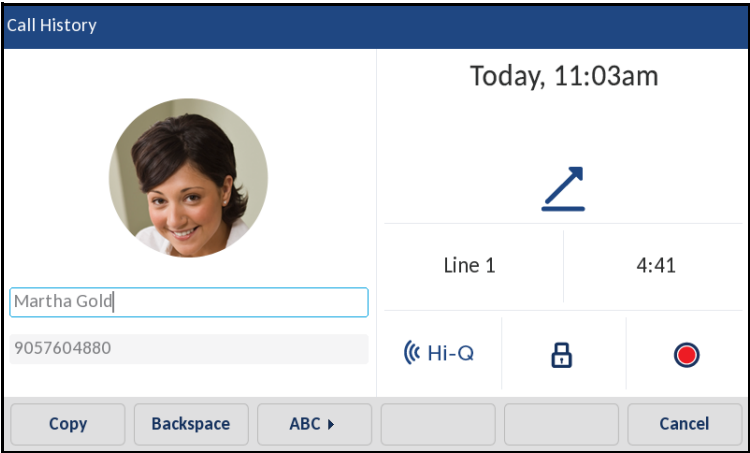 Call History
Today, 11:03am
Line 1
4:41
Martha Gold
9057604880
Hi-Q
Copy
Backspace
ABC
Cancel